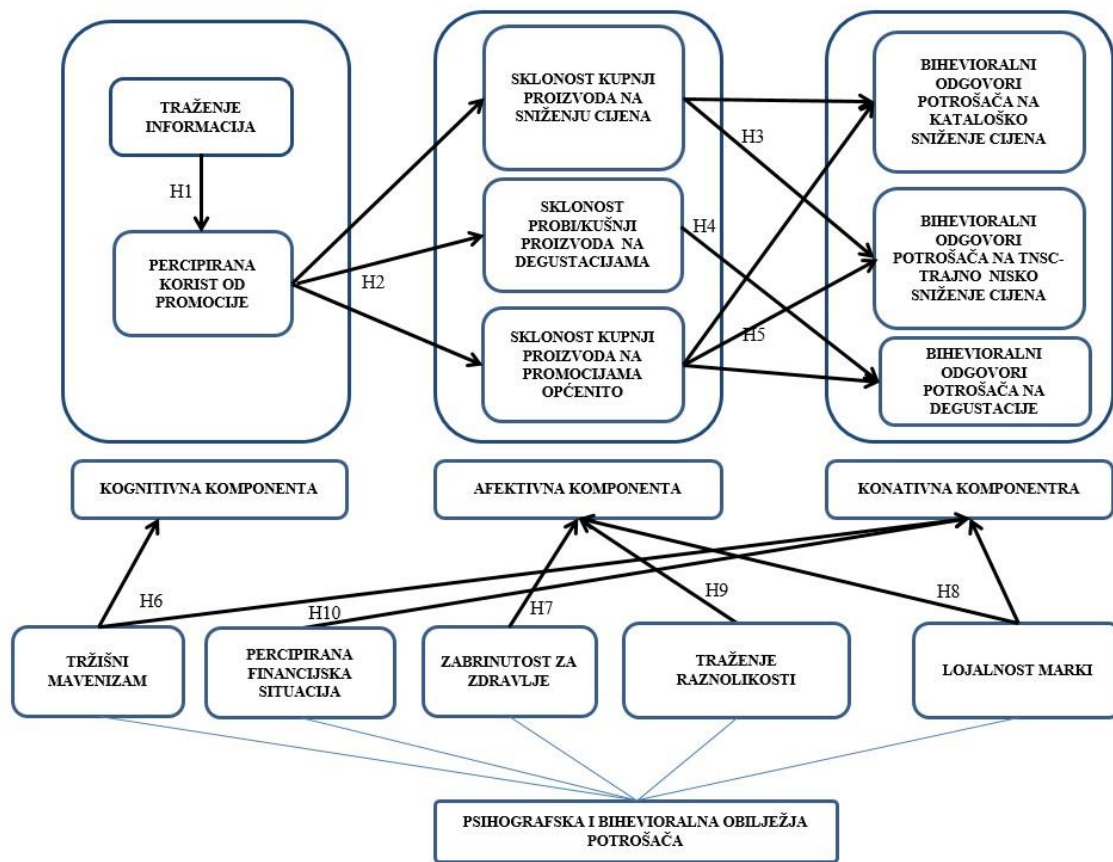 TRAŽENJE
INFORMACIJA
H1
PERCIPIRANA
KORIST OD
PROMOCIJE
H2
SKLONOST KUPNJI
PROIZVODA NA
SNIŽENJU CIJENA
SKLONOST
PROBI/KUŠNJI
PROIZVODA NA
DEGUSTACIJAMA
SKLONOST KUPNJI
PROIZVODA NA
PROMOCIJAMA
OPĆENITO
H3
H4
H5
BIHEVIORALNI
ODGOVORI
POTROŠAČA NA
KATALOŠKO
SNIŽENJE CIJENA
BIHEVIORALNI
ODGOVORI
POTROŠAČA NA TNSC-
TRAJNO NISKO
SNIŽENJE CIJENA
BIHEVIORALNI
ODGOVORI
POTROŠAČA NA
DEGUSTACIJE
KOGNITIVNA KOMPONENTA
AFEKTIVNA KOMPONENTA
KONATIVNA KOMPONENTRA
H6
H10
H7
H9
H8
TRŽIŠNI
MAVENIZAM
PERCIPIRANA
FINANCIJSKA
SITUACIJA
ZABRINUTOST ZA
ZDRAVLJE
TRAŽENJE
RAZNOLIKOSTI
LOJALNOST MARKI
PSIHOGRAFSKA I BIHEVIORALNA OBILJEŽJA
POTROŠAČA